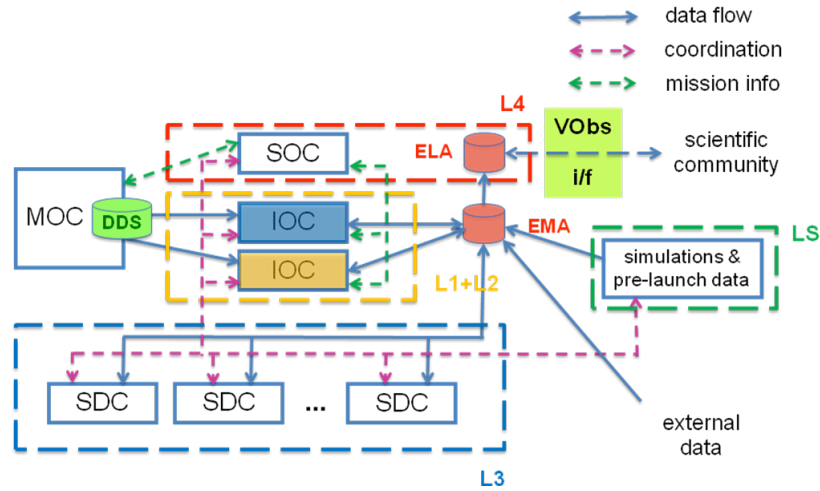 data flow
coordination
mission info
L4
VObs
i/f
SOC
ELA
scientific
community
MOC
DDS
IOC
EMA
LS
IOC
simulations &
pre-launch data
L1+L2
SDC
SDC
...
SDC
external
data
L3